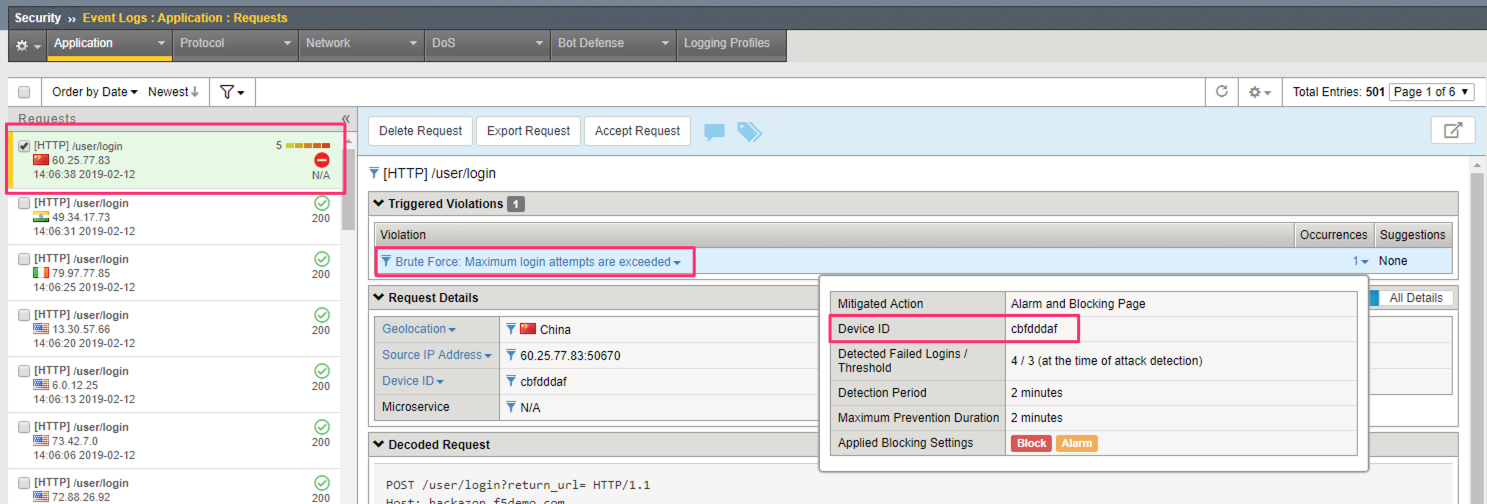 Security ›› Event Logs : Application : Requests
Application Protocol Network DoS Bot Defense Logging Profiles
Order by Date Newest Total Entries: 501 Page 1 of 6
Requests
[HTTP] /user/login 5
60.25.77.83
14:06:38 2019-02-12 N/A
[HTTP] /user/login
49.34.17.73 200
14:06:31 2019-02-12
[HTTP] /user/login
79.97.77.85 200
14:06:25 2019-02-12
[HTTP] /user/login
13.30.57.66 200
14:06:20 2019-02-12
[HTTP] /user/login
6.0.12.25 200
14:06:13 2019-02-12
[HTTP] /user/login
73.42.7.0 200
14:06:06 2019-02-12
[HTTP] /user/login
72.88.26.92 200
Delete Request Export Request Accept Request
[HTTP] /user/login
Triggered Violations 1
Violation Occurrences Suggestions
Brute Force: Maximum login attempts are exceeded 1 None
Request Details All Details
Geolocation China
Source IP Address 60.25.77.83:50670
Device ID cbfdddaf
Microservice N/A
Mitigated Action Alarm and Blocking Page
Device ID cbfdddaf
Detected Failed Logins /
Threshold 4 / 3 (at the time of attack detection)
Detection Period 2 minutes
Maximum Prevention Duration 2 minutes
Applied Blocking Settings Block Alarm
Decoded Request
POST /user/login?return_url= HTTP/1.1
Host: hackazon.f5demo.com